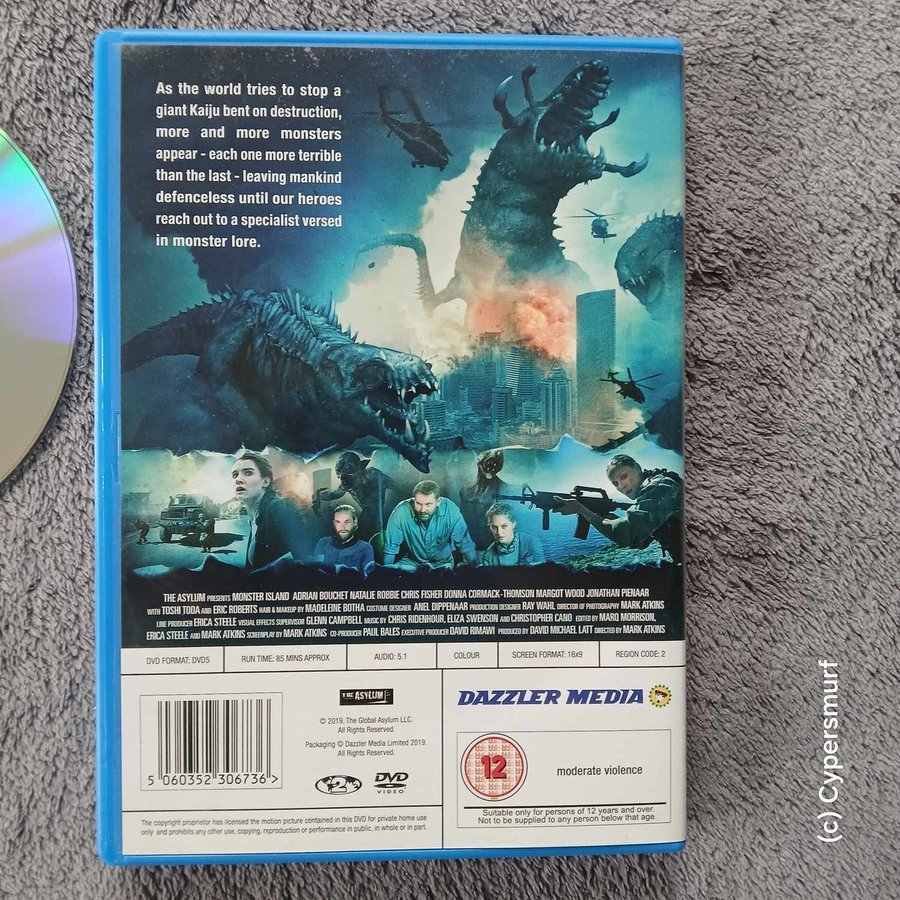 As the world tries to stop a
giant Kaiju bent on destruction,
more and more monsters
appear - each one more terrible
than the last - leaving mankind
defenceless until our heroes
reach out to a specialist versed
in monster lore.
THE ASYLUM PRESENTS MONSTER ISLAND ADRIAN BOUCHET NATALIE ROBBIE CHRIS FISHER DONNA CORMACK-THOMSON MARGOT WOOD JONATHAN PIENAAR
WITH TOSHI TODA AND ERIC ROBERTS HAIR & MAKEUP BY MADELEINE BOTHA COSTUME DESIGNER ANEL DIPPENAAR PRODUCTION DESIGNER RAY WAHL DIRECTOR OF PHOTOGRAPHY MARK ATKINS
LINE PRODUCER ERICA STEELE VISUAL EFFECTS SUPERVISOR GLENN CAMPBELL MUSIC BY CHRIS RIDENHOUR, ELIZA SWENSON AND CHRISTOPHER CANO EDITED BY MARQ MORRISON,
ERICA STEELE AND MARK ATKINS SCREENPLAY BY MARK ATKINS CO-PRODUCER PAUL BALES EXECUTIVE PRODUCER DAVID RIMAWI PRODUCED BY DAVID MICHAEL LATT DIRECTED BY MARK ATKINS
DVD FORMAT: DVD5 RUN TIME: 85 MINS APPROX AUDIO: 5.1 COLOUR SCREEN FORMAT: 16x9 REGION CODE: 2
THE ASYLUM
© 2019, The Global Asylum LLC.
All Rights Reserved.
Packaging © Dazzler Media Limited 2019.
All Rights Reserved.
5 060352 306736 >
2
DVD
VIDEO
The copyright proprietor has licensed the motion picture contained in this DVD for private home use
only and prohibits any other use, copying, reproduction or performance in public, in whole or in part.
DAZZLER MEDIA
12
moderate violence
Suitable only for persons of 12 years and over.
Not to be supplied to any person below that age.
(c) Cypersmurf